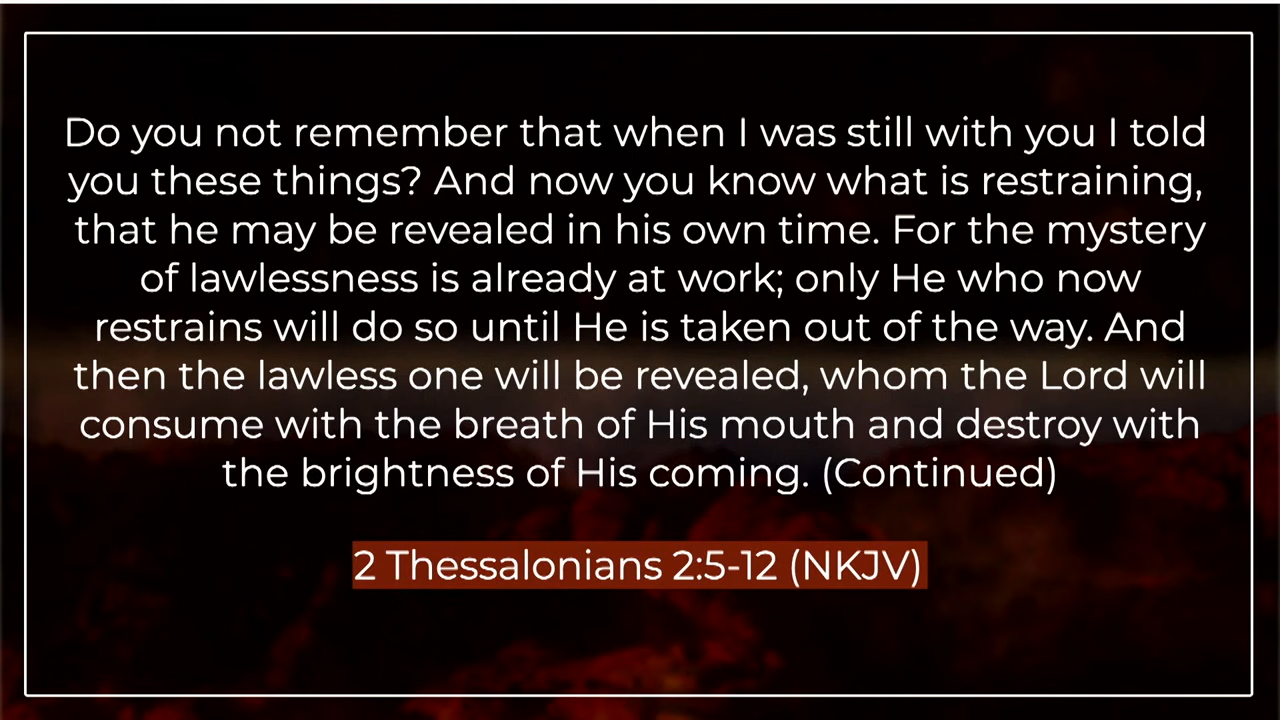 Do you not remember that when I was still with you I told
you these things? And now you know what is restraining,
that he may be revealed in his own time. For the mystery
of lawlessness is already at work; only He who now
restrains will do so until He is taken out of the way. And
then the lawless one will be revealed, whom the Lord will
consume with the breath of His mouth and destroy with
the brightness of His coming. (Continued)
2 Thessalonians 2:5-12 (NKJV)